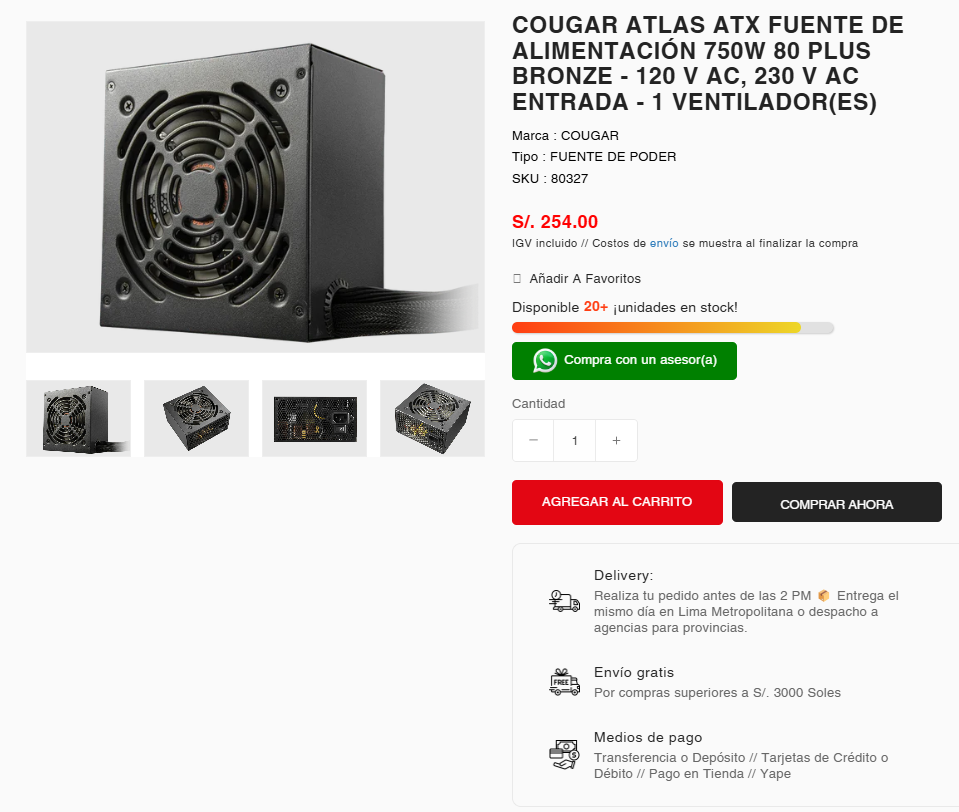 COUGAR ATLAS ATX FUENTE DE
ALIMENTACIÓN 750W 80 PLUS
BRONZE - 120 V AC, 230 V AC
ENTRADA - 1 VENTILADOR(ES)
Marca : COUGAR
Tipo : FUENTE DE PODER
SKU : 80327
S/. 254.00
IGV incluido // Costos de envío se muestra al finalizar la compra
Añadir A Favoritos
Disponible 20+ ¡unidades en stock!
Compra con un asesor(a)
Cantidad
− 1 +
AGREGAR AL CARRITO
COMPRAR AHORA
Delivery:
Realiza tu pedido antes de las 2 PM 📦 Entrega el
mismo día en Lima Metropolitana o despacho a
agencias para provincias.
FREE
Envío gratis
Por compras superiores a S/. 3000 Soles
Medios de pago
Transferencia o Depósito // Tarjetas de Crédito o
Débito // Pago en Tienda // Yape